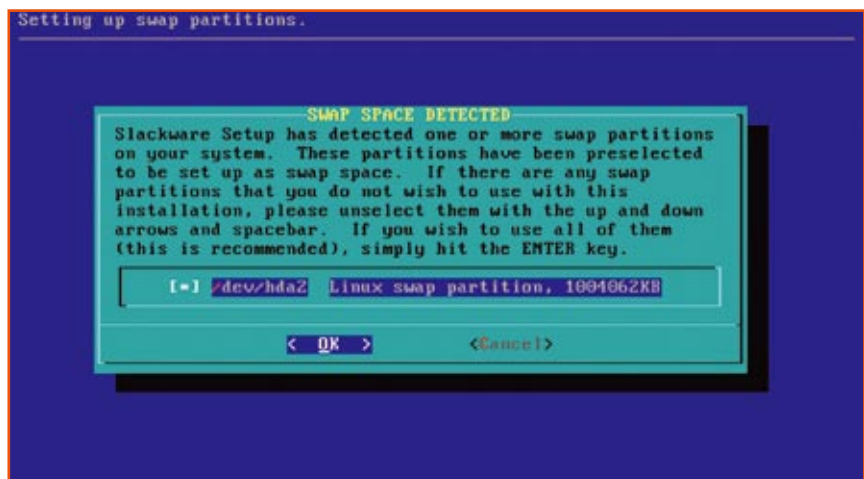 Setting up swap partitions.
SWAP SPACE DETECTED
Slackware Setup has detected one or more swap partitions
on your system.  These partitions have been preselected
to be set up as swap space.  If there are any swap
partitions that you do not wish to use with this
installation, please unselect them with the up and down
arrows and spacebar.  If you wish to use all of them
(this is recommended), simply hit the ENTER key.
[*] /dev/hda2  Linux swap partition, 1004062KB
< OK >  <Cancel>